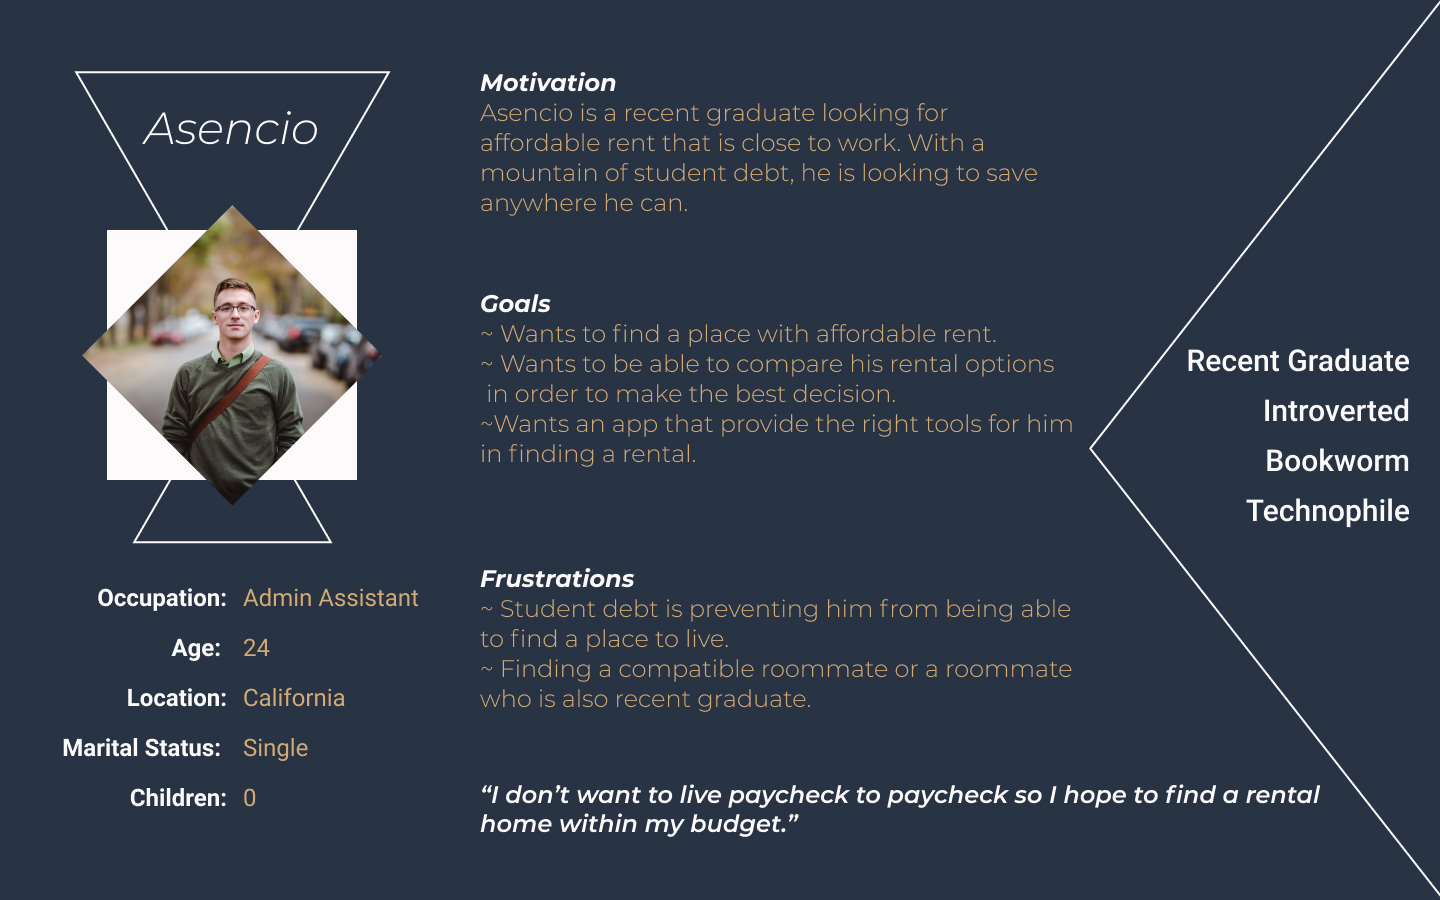 Asencio
Occupation: Admin Assistant
Age: 24
Location: California
Marital Status: Single
Children: 0
Motivation
Asencio is a recent graduate looking for
affordable rent that is close to work. With a
mountain of student debt, he is looking to save
anywhere he can.
Goals
~ Wants to find a place with affordable rent.
~ Wants to be able to compare his rental options
in order to make the best decision.
~Wants an app that provide the right tools for him
in finding a rental.
Frustrations
~ Student debt is preventing him from being able
to find a place to live.
~ Finding a compatible roommate or a roommate
who is also recent graduate.
“I don’t want to live paycheck to paycheck so I hope to find a rental
home within my budget.”
Recent Graduate
Introverted
Bookworm
Technophile